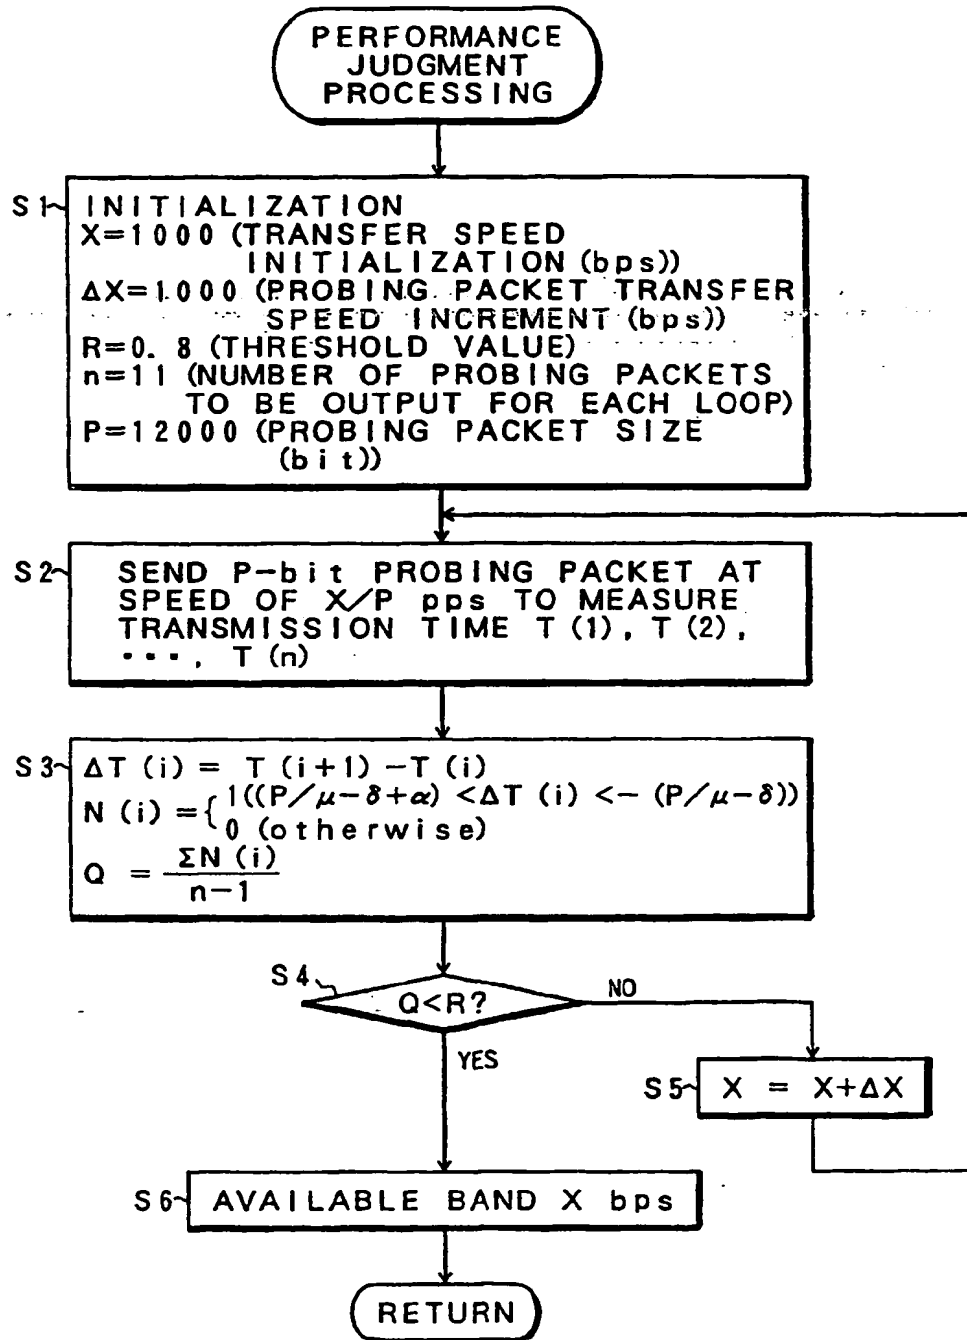 PERFORMANCE
JUDGMENT
PROCESSING
S1
INITIALIZATION
X=1000 (TRANSFER SPEED
INITIALIZATION (bps))
ΔX=1000 (PROBING PACKET TRANSFER
SPEED INCREMENT (bps))
R=0.8 (THRESHOLD VALUE)
n=11 (NUMBER OF PROBING PACKETS
TO BE OUTPUT FOR EACH LOOP)
P=12000 (PROBING PACKET SIZE
(bit))
S2
SEND P-bit PROBING PACKET AT
SPEED OF X/P pps TO MEASURE
TRANSMISSION TIME T(1), T(2),
･･･, T(n)
S3
ΔT(i) = T(i+1)-T(i)
N(i) = { 1((P/μ-δ+α) <ΔT(i) <-(P/μ-δ))
0 (otherwise)
Q = ΣN(i)
n-1
S4
Q<R?
NO
YES
S5
X = X+ΔX
S6
AVAILABLE BAND X bps
RETURN